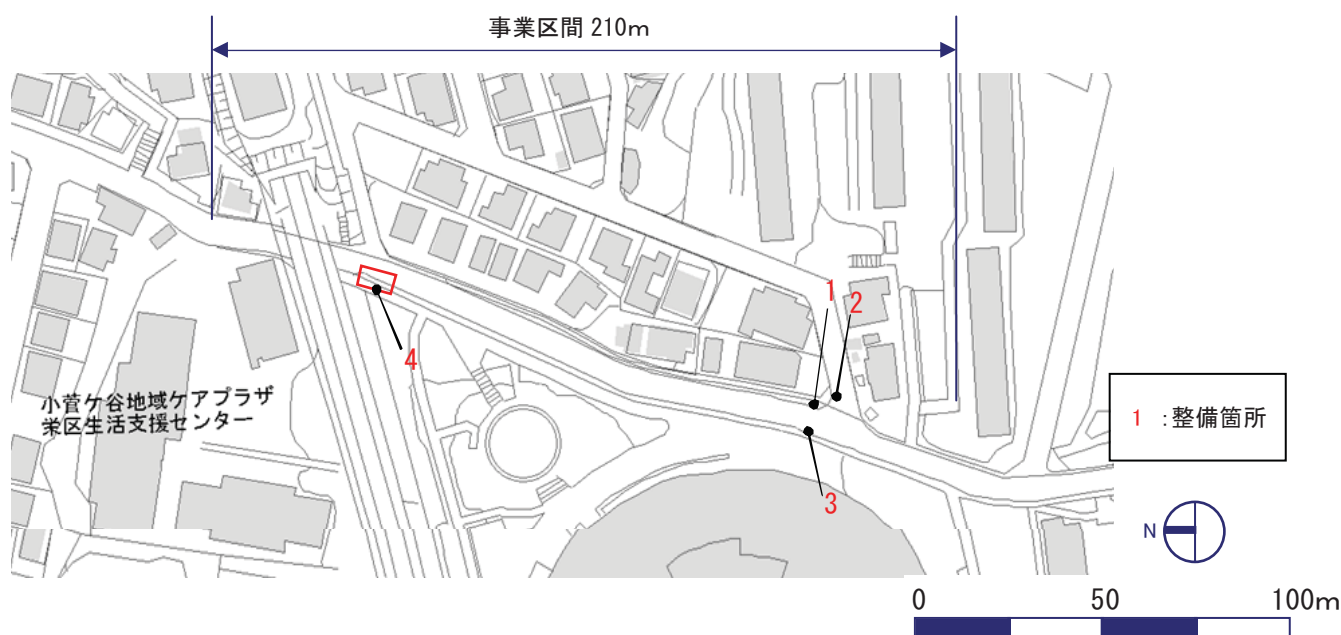 事業区間 210m
1
2
4
小菅ケ谷地域ケアプラザ
栄区生活支援センター
1 :整備箇所
3
N
0 50 100m